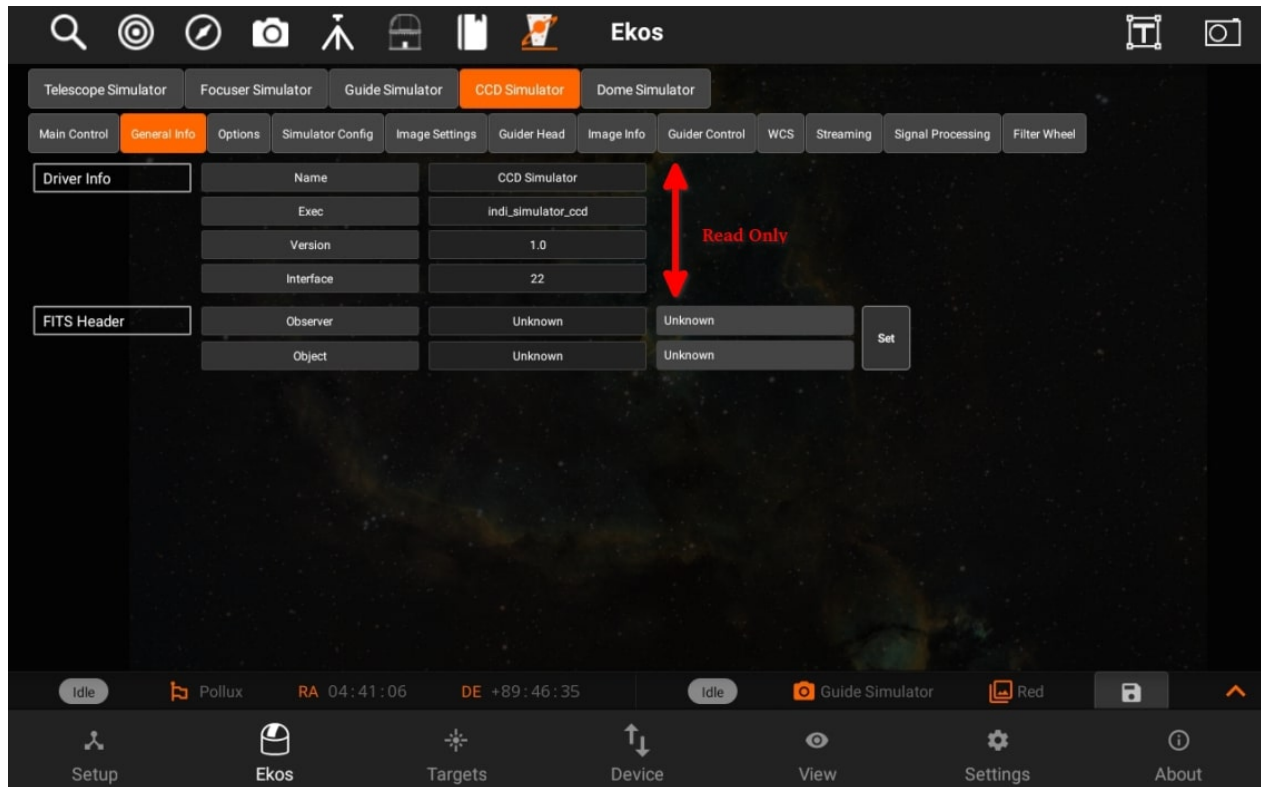 Ekos
Telescope Simulator Focuser Simulator Guide Simulator CCD Simulator Dome Simulator
Main Control General Info Options Simulator Config Image Settings Guider Head Image Info Guider Control WCS Streaming Signal Processing Filter Wheel
Driver Info Name CCD Simulator
Exec indi_simulator_ccd
Read Only
Version 1.0
Interface 22
FITS Header Observer Unknown Unknown
Set
Object Unknown Unknown
Idle Pollux RA 04:41:06 DE +89:46:35 Idle Guide Simulator Red
Setup Ekos Targets Device View Settings About